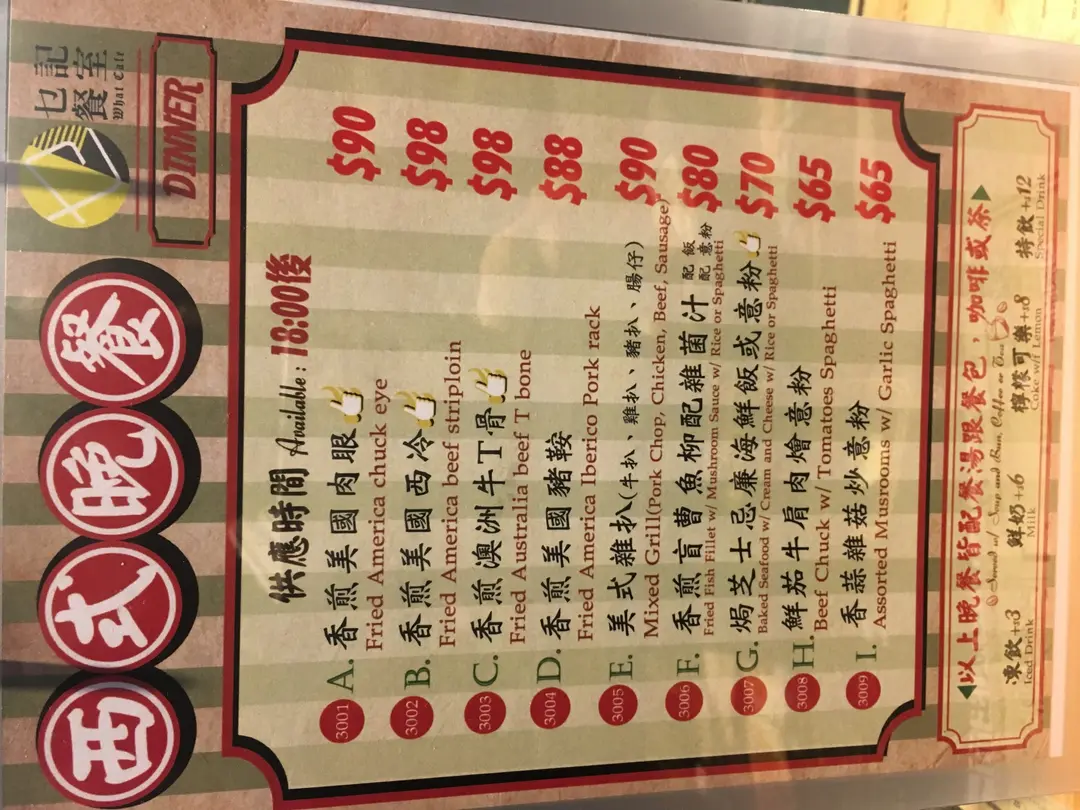 西式晚餐
乜記
餐室
What Cafe
DINNER
供應時間 Available : 18:00後
3001 A. 香煎美國肉眼 $90
Fried America chuck eye
3002 B. 香煎美國西冷 $98
Fried America beef striploin
3003 C. 香煎澳洲牛丁骨 $98
Fried Australia beef T bone
3004 D. 香煎美國豬鞍 $88
Fried America Iberico Pork rack
3005 E. 美式雜扒(牛扒、雞扒、豬扒、腸仔) $90
Mixed Grill(Pork Chop, Chicken, Beef, Sausage)
3006 F. 香煎盲曹魚柳配雜菌汁 配飯 配意粉 $80
Fried Fish Fillet w/ Mushroom Sauce w/ Rice or Spaghetti
3007 G. 焗芝士忌廉海鮮飯或意粉 $70
Baked Seafood w/ Cream and Cheese w/ Rice or Spaghetti
3008 H. 鮮茄牛肩肉燴意粉 $65
Beef Chuck w/ Tomatoes Spaghetti
3009 I. 香蒜雜菇炒意粉 $65
Assorted Musrooms w/ Garlic Spaghetti
以上晚餐皆配餐湯跟餐包，咖啡或茶
Served w/ Soup and Bun, Coffee or Tea
凍飲+$3 鮮奶+$6 檸檬可樂+$8 特飲+$12
Iced Drink Milk Coke w/f Lemon Special Drink